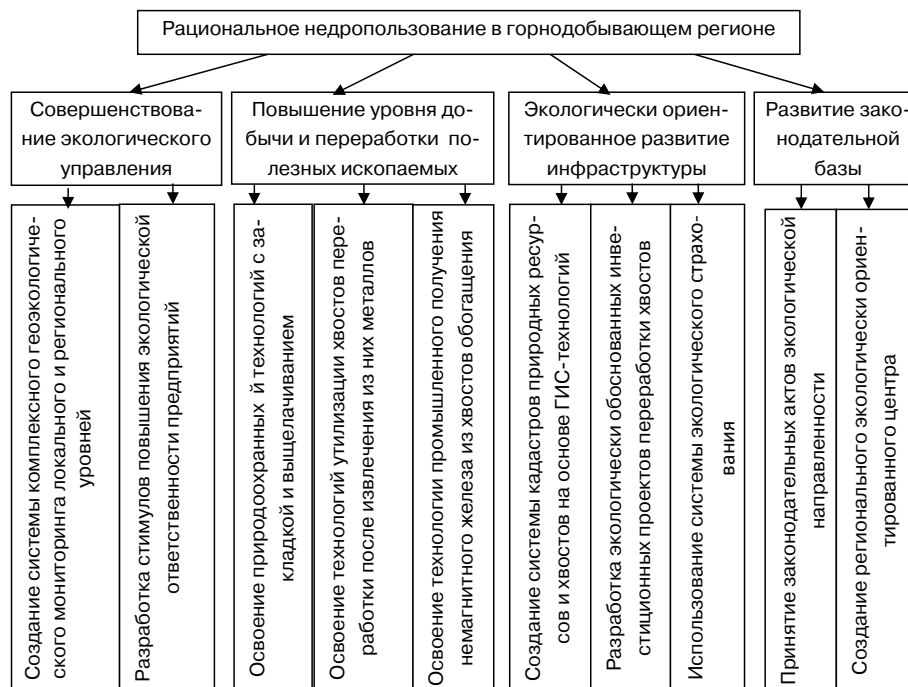 Рациональное недропользование в горнодобывающем регионе
Совершенствова-
ние экологического
управления
Повышение уровня до-
бычи и переработки по-
лезных ископаемых
Экологически ориен-
тированное развитие
инфраструктуры
Развитие зако-
нодательной
базы
Создание системы комплексного геоэкологиче-
ского мониторинга локального и регионального
уровней
Разработка стимулов повышения экологической
ответственности предприятий
Освоение природоохранных й технологий с за-
кладкой и выщелачиванием
Освоение технологий утилизации хвостов пере-
работки после извлечения из них металлов
Освоение технологии промышленного получения
немагнитного железа из хвостов обогащения
Создание системы кадастров природных ресур-
сов и хвостов на основе ГИС-технологий
Разработка экологически обоснованных инве-
стиционных проектов переработки хвостов
Использование системы экологического страхо-
вания
Принятие законодательных актов экологической
направленности
Создание регионального экологически ориен-
тированного центра